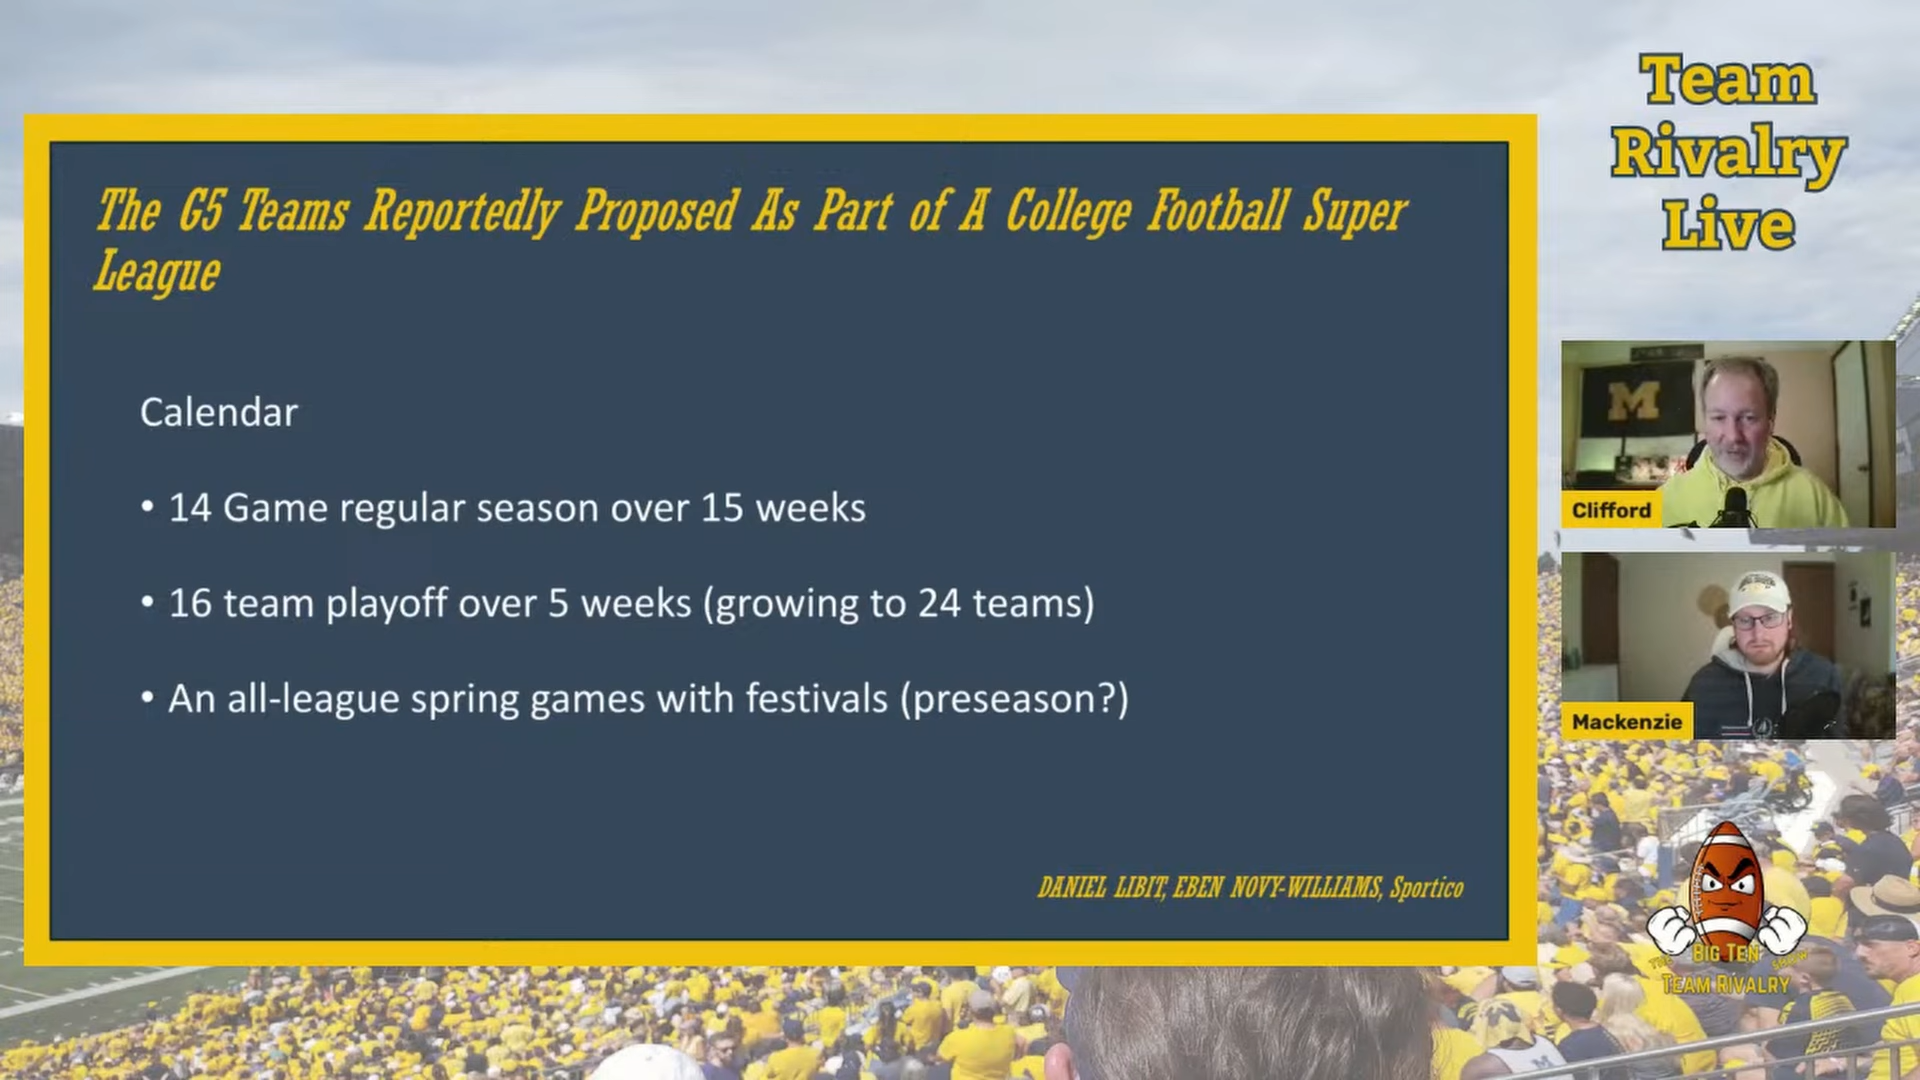 Team
Rivalry
Live
The G5 Teams Reportedly Proposed As Part of A College Football Super
League
Calendar
• 14 Game regular season over 15 weeks
• 16 team playoff over 5 weeks (growing to 24 teams)
• An all-league spring games with festivals (preseason?)
DANIEL LIBIT, EBEN NOVY-WILLIAMS, Sportico
M
Clifford
Mackenzie
THE BIG TEN SHOW
TEAM RIVALRY